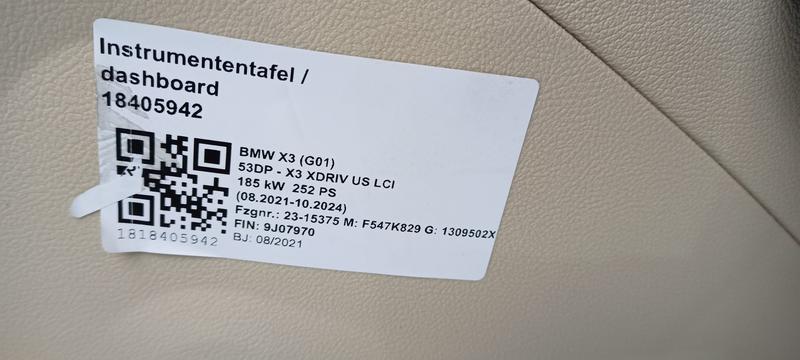 Instrumententafel /
dashboard
18405942
BMW X3 (G01)
53DP - X3 XDRIV US LCI
185 kW 252 PS
(08.2021-10.2024)
Fzgnr.: 23-15375 M: F547K829 G: 1309502X
FIN: 9J07970
BJ: 08/2021
1818405942